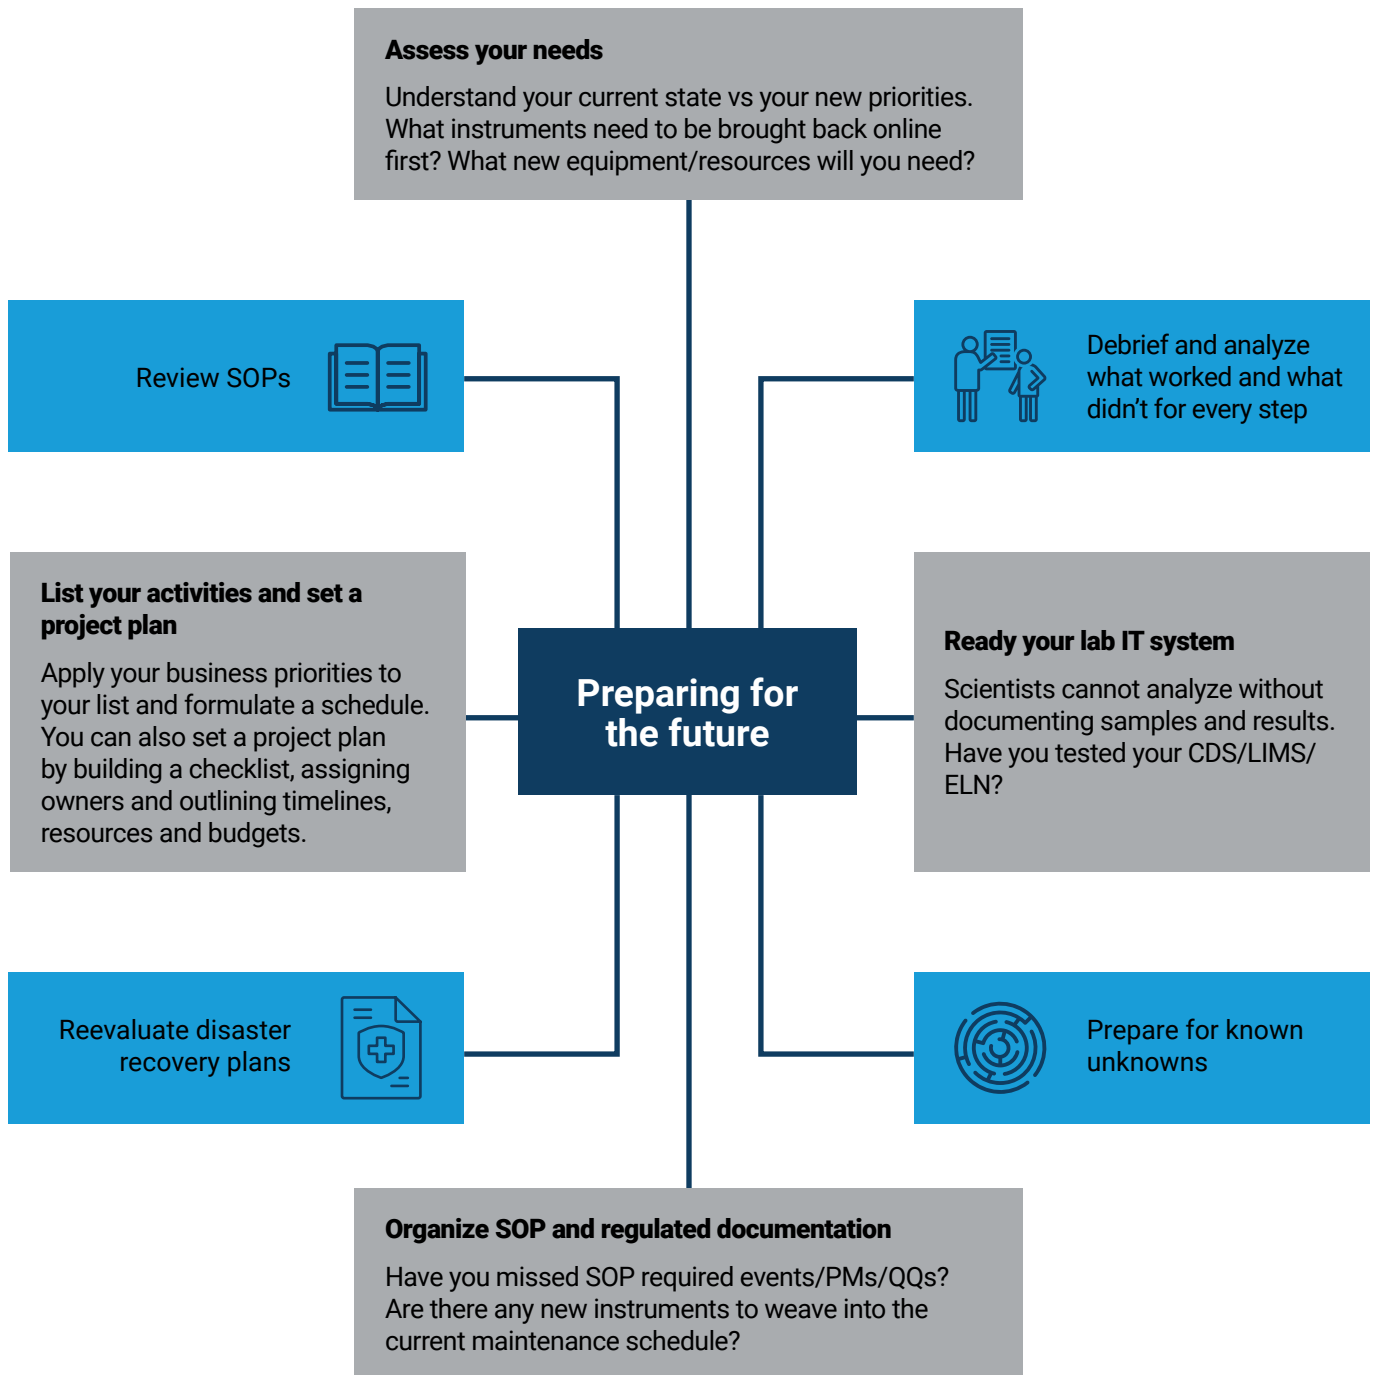 Assess your needs
Understand your current state vs your new priorities.
What instruments need to be brought back online
first? What new equipment/resources will you need?
Review SOPs
Debrief and analyze
what worked and what
didn’t for every step
List your activities and set a
project plan
Apply your business priorities to
your list and formulate a schedule.
You can also set a project plan
by building a checklist, assigning
owners and outlining timelines,
resources and budgets.
Preparing for
the future
Ready your lab IT system
Scientists cannot analyze without
documenting samples and results.
Have you tested your CDS/LIMS/
ELN?
Reevaluate disaster
recovery plans
Prepare for known
unknowns
Organize SOP and regulated documentation
Have you missed SOP required events/PMs/QQs?
Are there any new instruments to weave into the
current maintenance schedule?